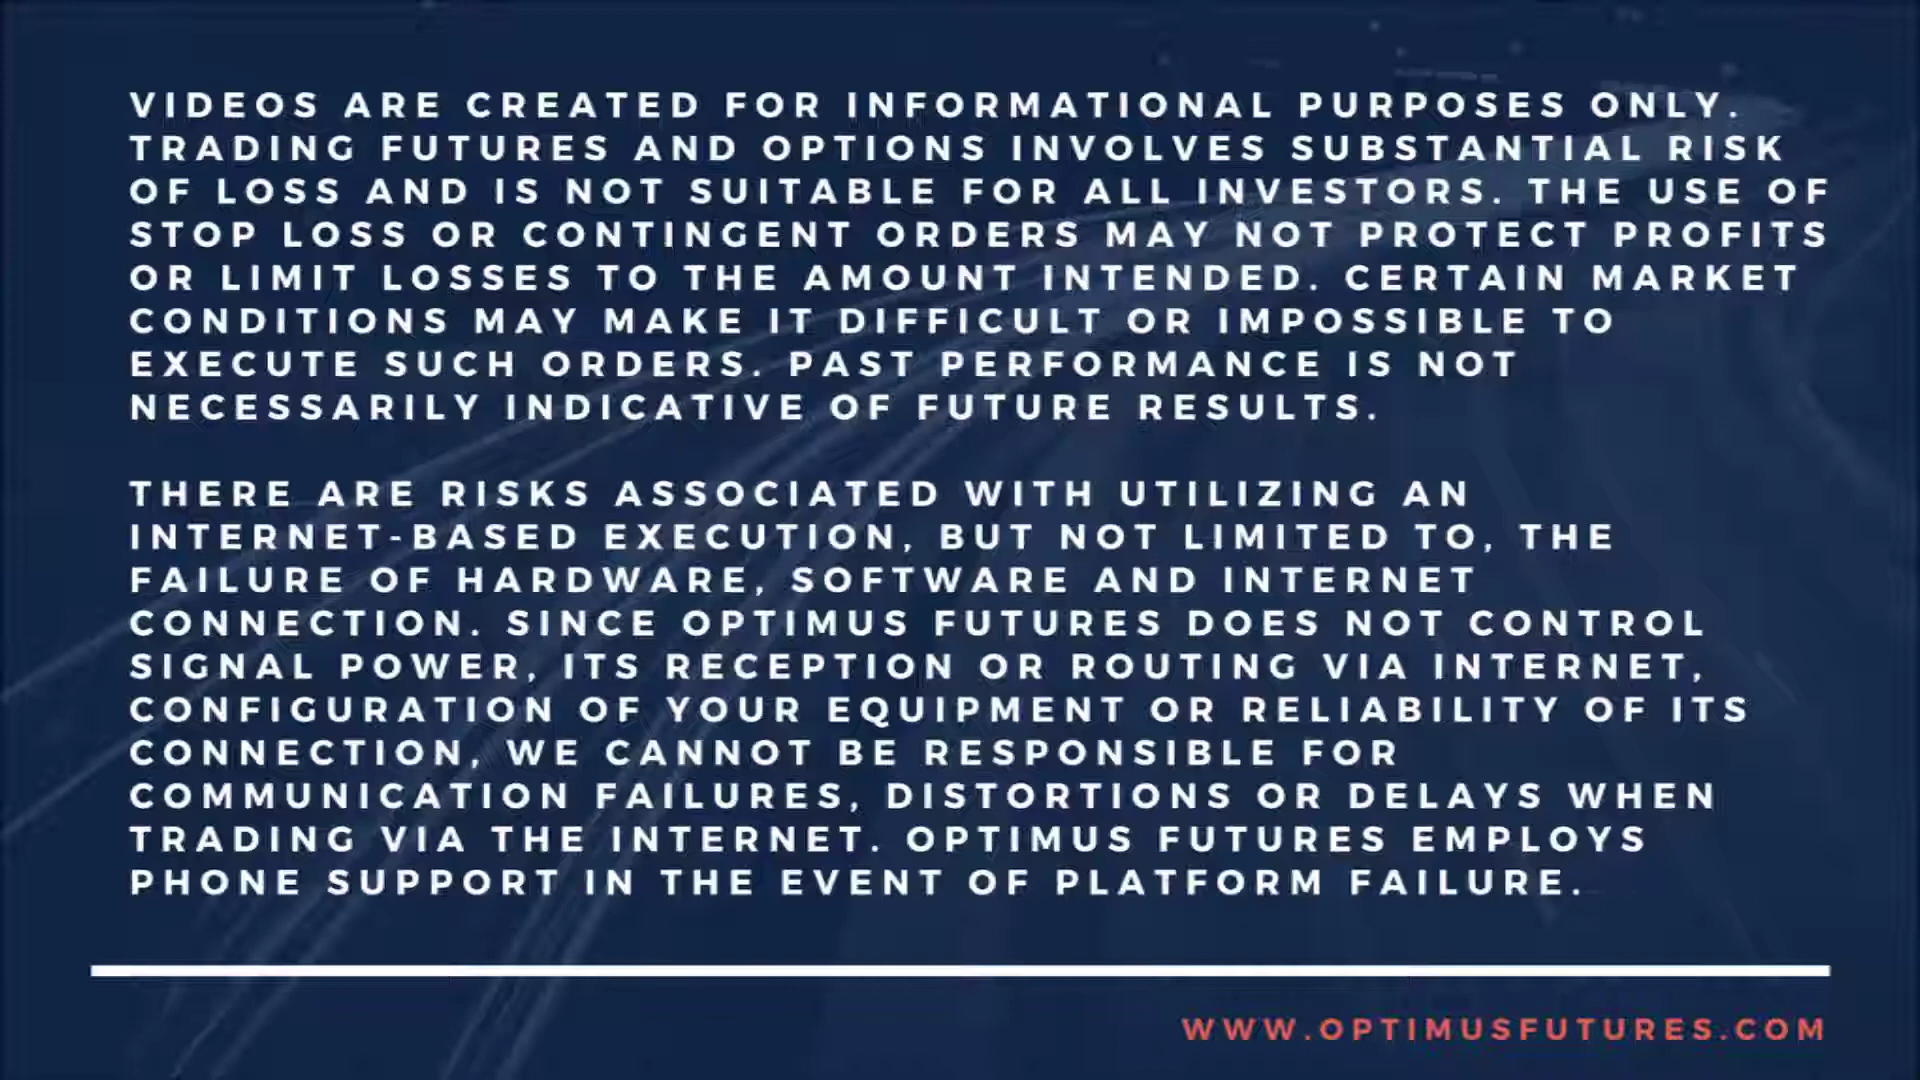 VIDEOS ARE CREATED FOR INFORMATIONAL PURPOSES ONLY.
TRADING FUTURES AND OPTIONS INVOLVES SUBSTANTIAL RISK
OF LOSS AND IS NOT SUITABLE FOR ALL INVESTORS. THE USE OF
STOP LOSS OR CONTINGENT ORDERS MAY NOT PROTECT PROFITS
OR LIMIT LOSSES TO THE AMOUNT INTENDED. CERTAIN MARKET
CONDITIONS MAY MAKE IT DIFFICULT OR IMPOSSIBLE TO
EXECUTE SUCH ORDERS. PAST PERFORMANCE IS NOT
NECESSARILY INDICATIVE OF FUTURE RESULTS.
THERE ARE RISKS ASSOCIATED WITH UTILIZING AN
INTERNET-BASED EXECUTION, BUT NOT LIMITED TO, THE
FAILURE OF HARDWARE, SOFTWARE AND INTERNET
CONNECTION. SINCE OPTIMUS FUTURES DOES NOT CONTROL
SIGNAL POWER, ITS RECEPTION OR ROUTING VIA INTERNET,
CONFIGURATION OF YOUR EQUIPMENT OR RELIABILITY OF ITS
CONNECTION, WE CANNOT BE RESPONSIBLE FOR
COMMUNICATION FAILURES, DISTORTIONS OR DELAYS WHEN
TRADING VIA THE INTERNET. OPTIMUS FUTURES EMPLOYS
PHONE SUPPORT IN THE EVENT OF PLATFORM FAILURE.
WWW.OPTIMUSFUTURES.COM